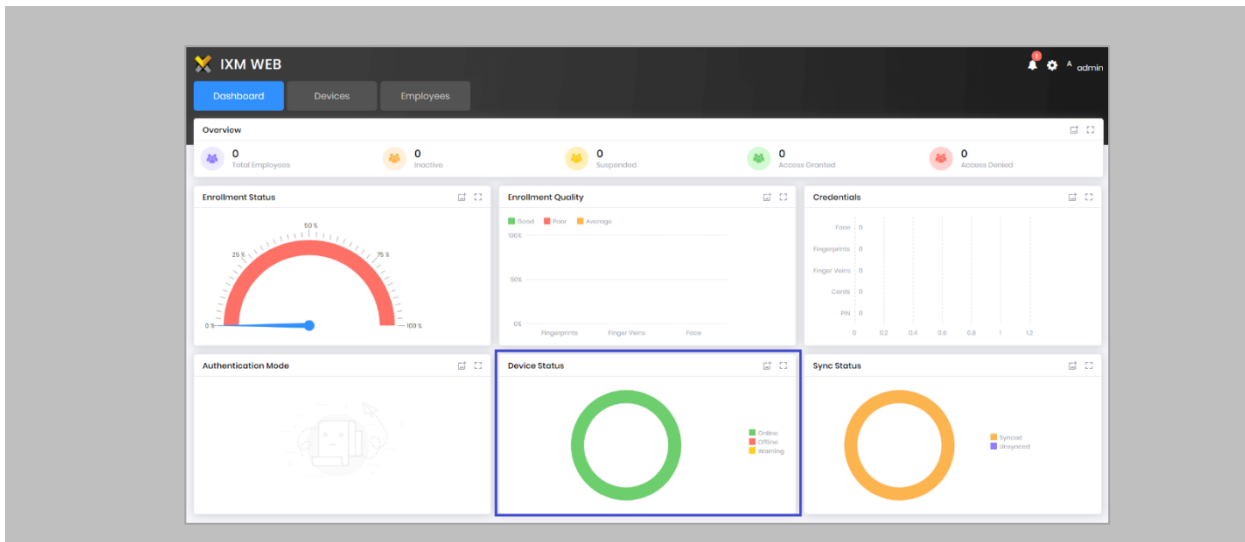 IXM WEB
1
A admin
Dashboard Devices Employees
Overview
0 Total Employees
0 Inactive
0 Suspended
0 Access Granted
0 Access Denied
Enrollment Status
0 %
25 %
50 %
75 %
100 %
Enrollment Quality
Good Poor Average
100%
50%
0%
Fingerprints Finger Veins Face
Credentials
Face 0
Fingerprints 0
Finger Veins 0
Cards 0
PIN 0
0 0.2 0.4 0.6 0.8 1 1.2
Authentication Mode
Device Status
Online
Offline
Warning
Sync Status
Synced
Unsynced